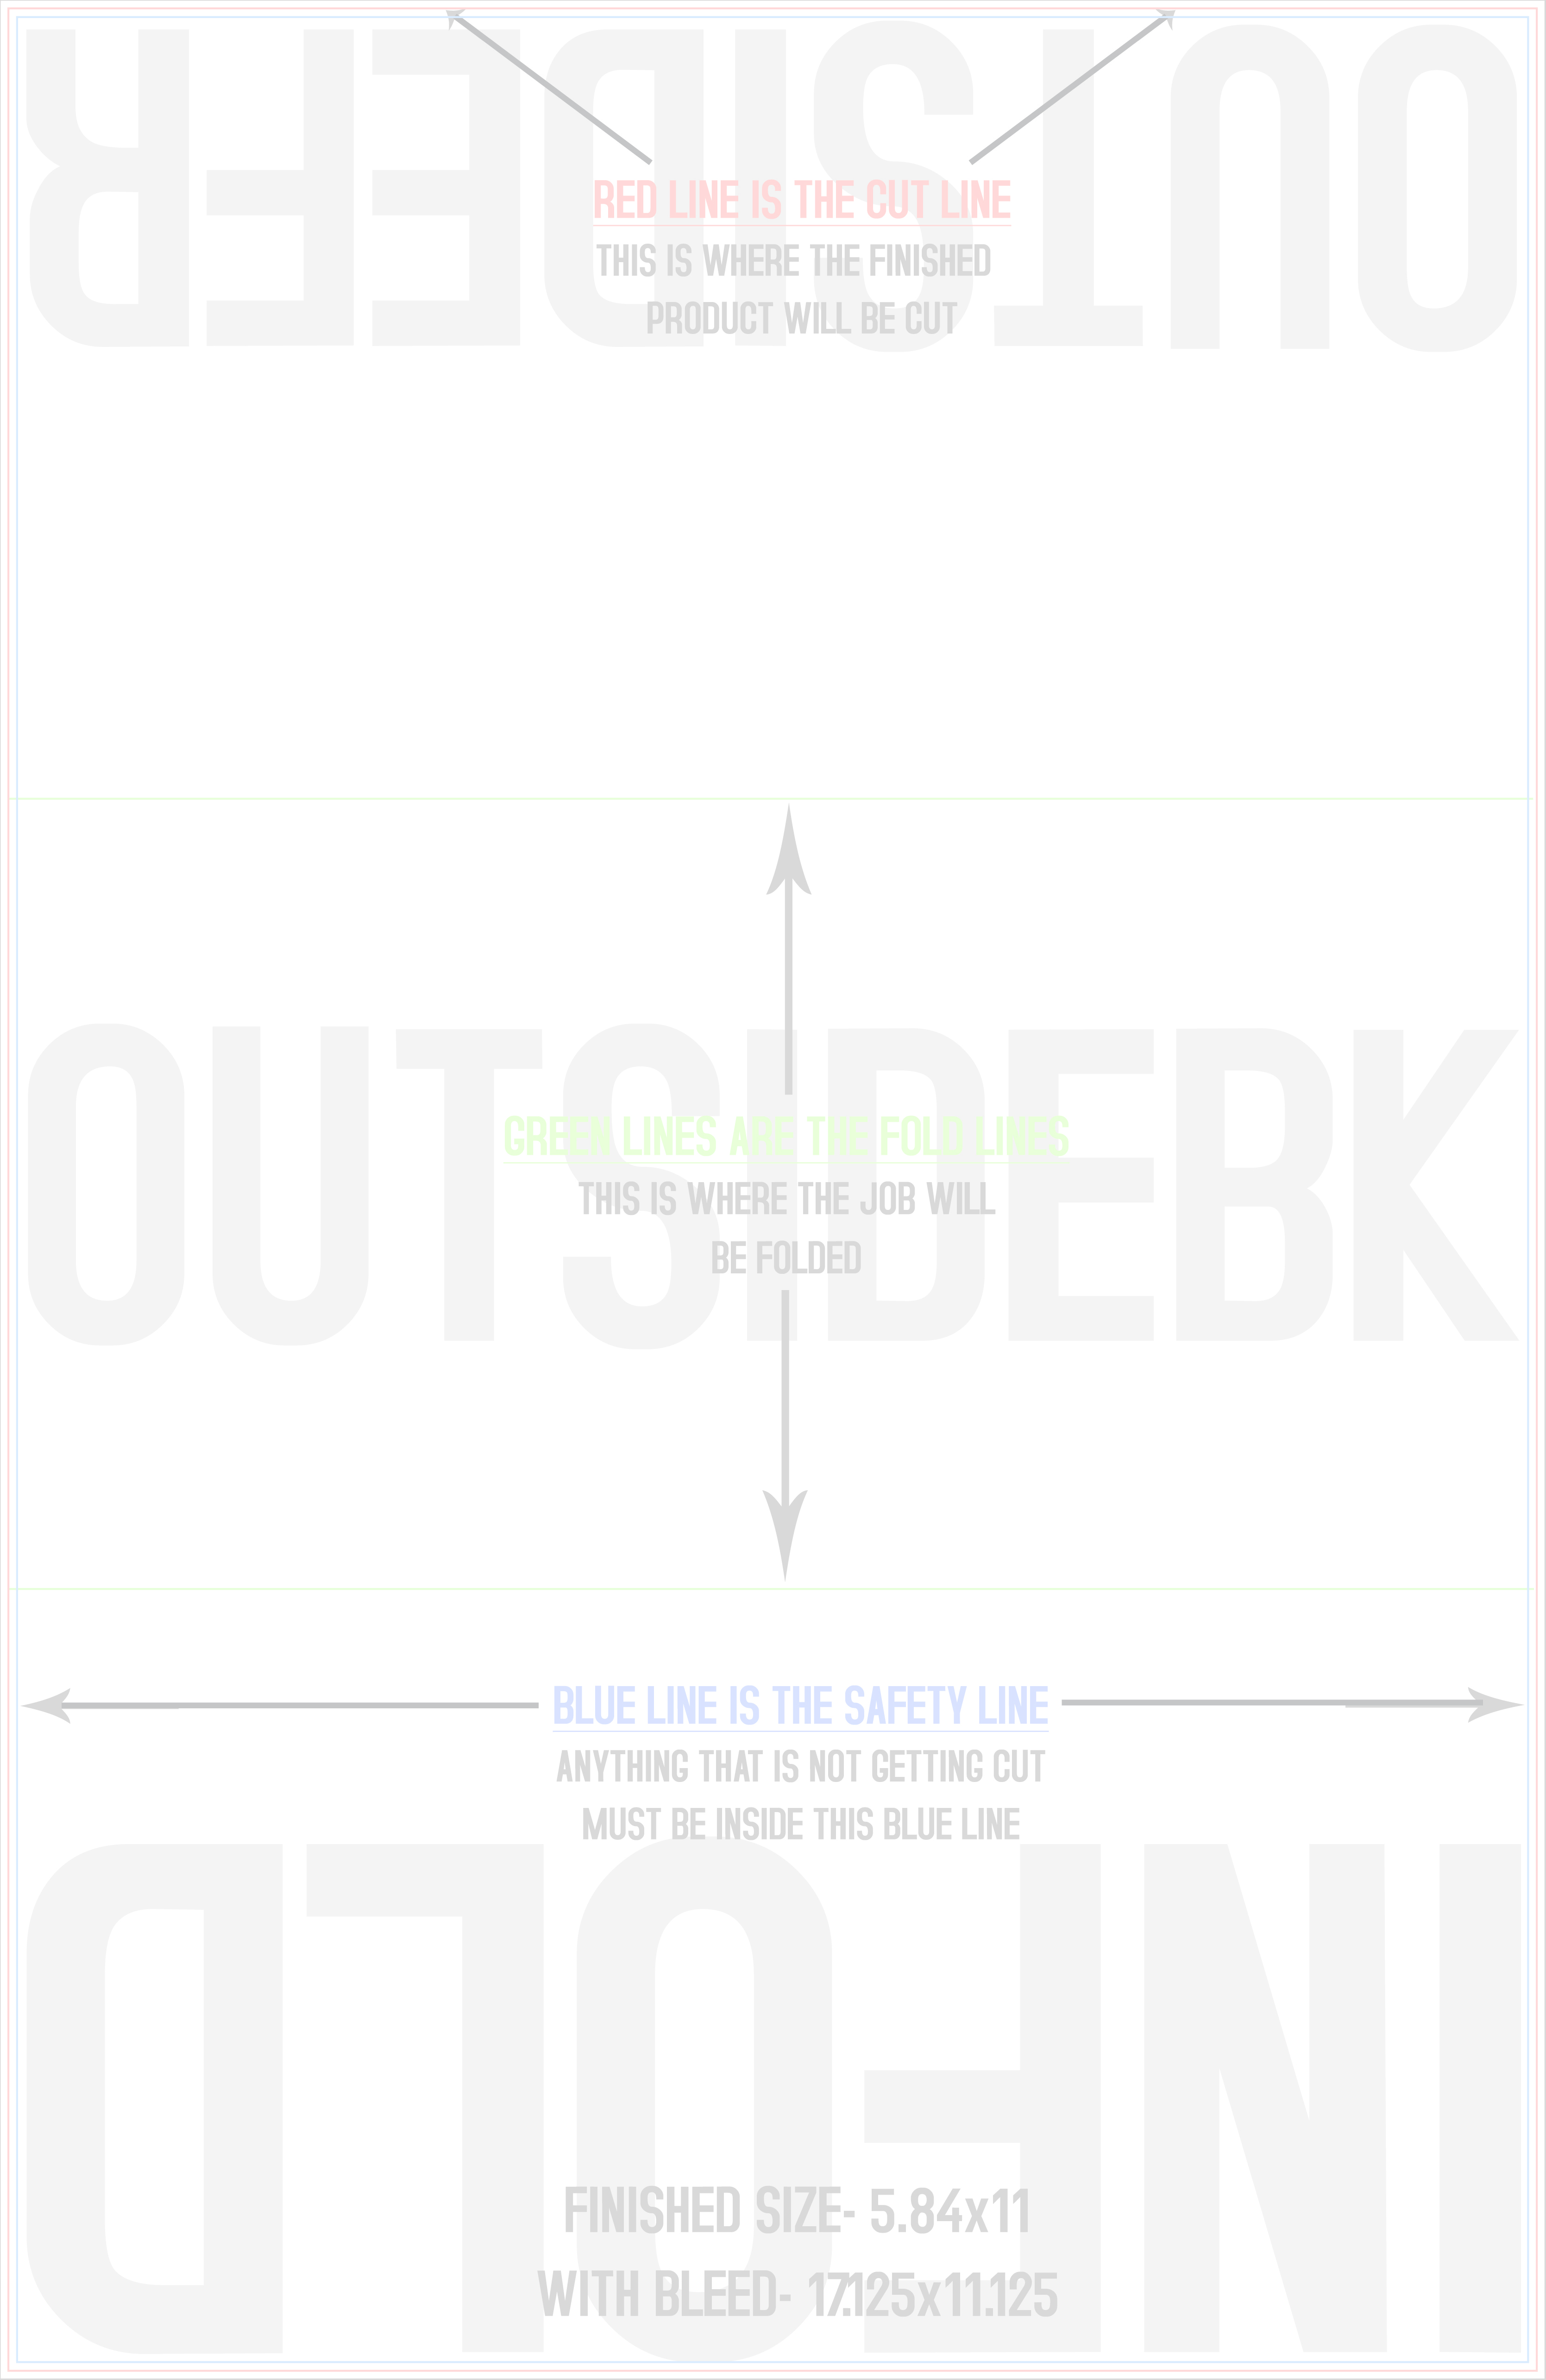 OUTSIDEFR
RED LINE IS THE CUT LINE
THIS IS WHERE THE FINISHED
PRODUCT WILL BE CUT
OUTSIDEBK
GREEN LINES ARE THE FOLD LINES
THIS IS WHERE THE JOB WILL
BE FOLDED
BLUE LINE IS THE SAFETY LINE
ANYTHING THAT IS NOT GETTING CUT
MUST BE INSIDE THIS BLUE LINE
INFOLD
FINISHED SIZE- 5.84x11
WITH BLEED- 17.125x11.125